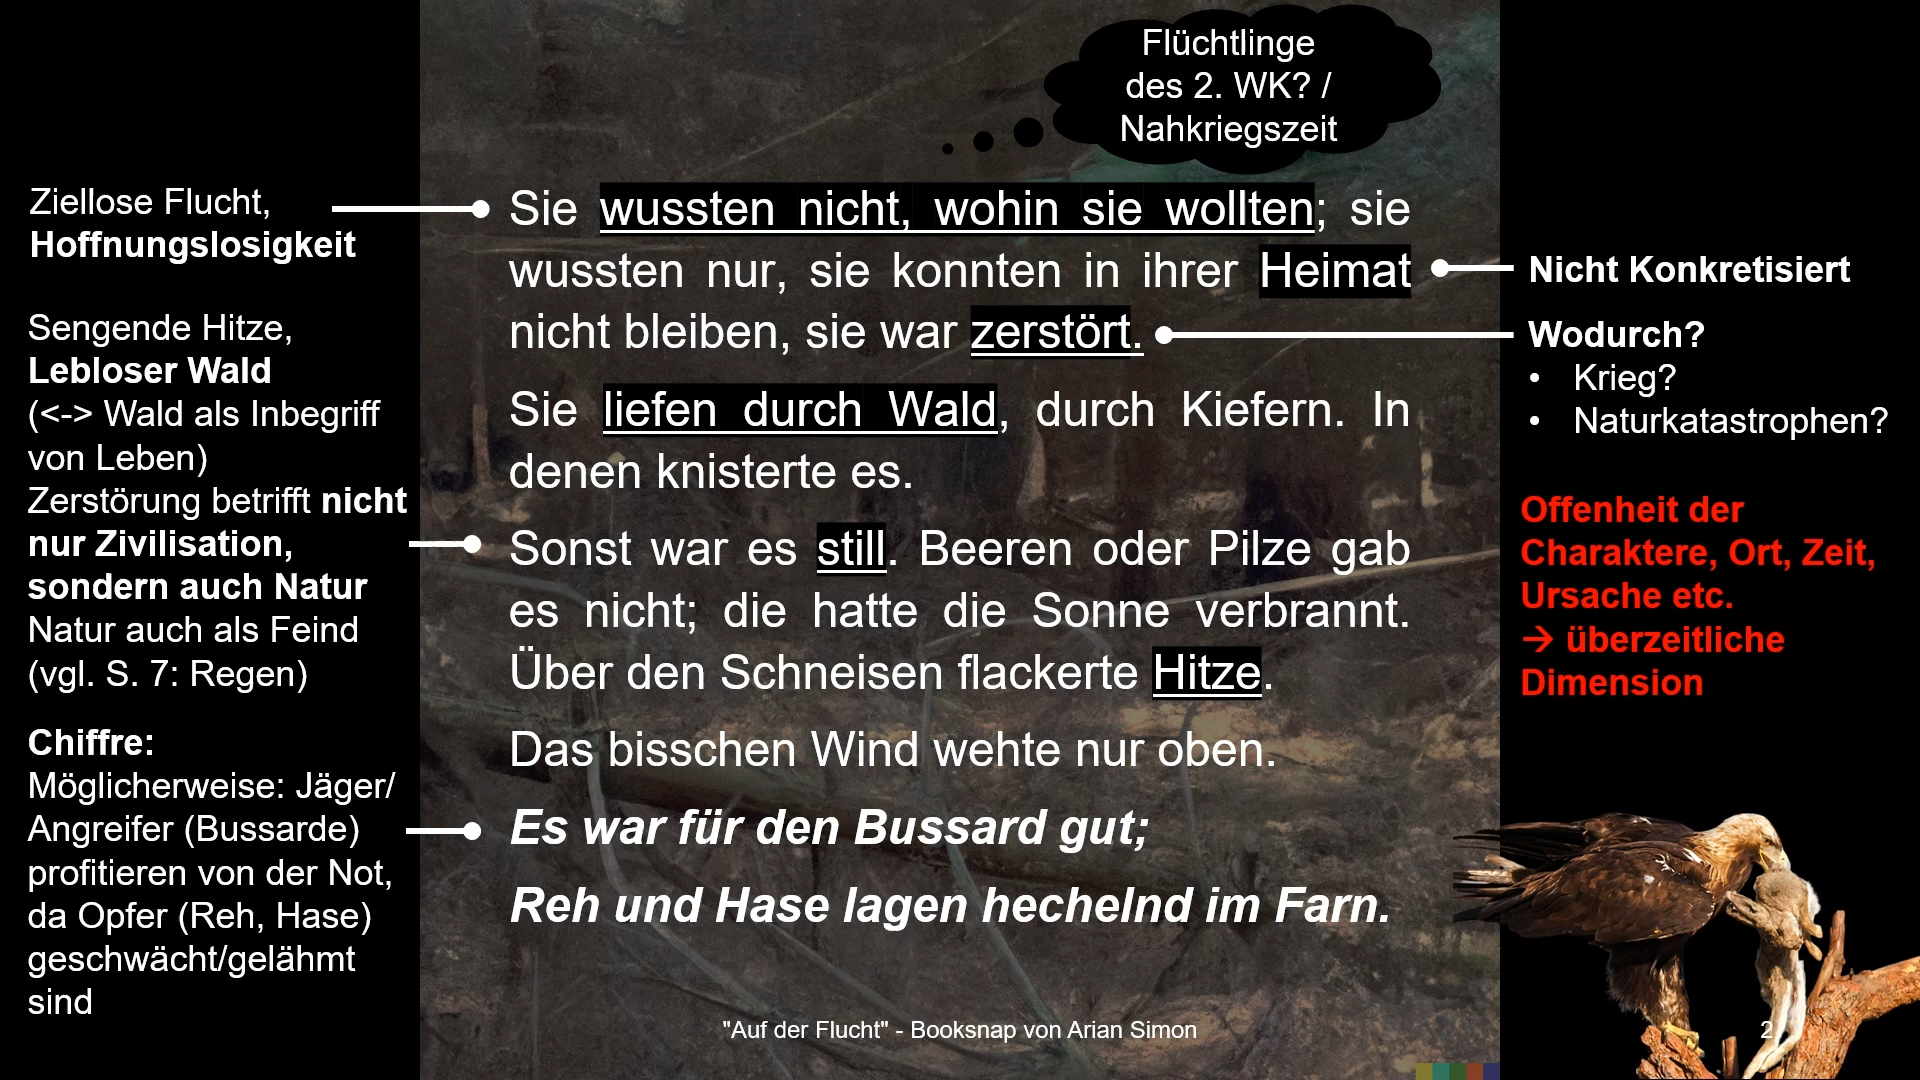 Flüchtlinge
des 2. WK? /
Nahkriegszeit
Ziellose Flucht,
Hoffnungslosigkeit
Sengende Hitze,
Lebloser Wald
(<-> Wald als Inbegriff
von Leben)
Zerstörung betrifft nicht
nur Zivilisation,
sondern auch Natur
Natur auch als Feind
(vgl. S. 7: Regen)
Chiffre:
Möglicherweise: Jäger/
Angreifer (Bussarde)
profitieren von der Not,
da Opfer (Reh, Hase)
geschwächt/gelähmt
sind
Sie wussten nicht, wohin sie wollten; sie
wussten nur, sie konnten in ihrer Heimat
nicht bleiben, sie war zerstört.
Sie liefen durch Wald, durch Kiefern. In
denen knisterte es.
Sonst war es still. Beeren oder Pilze gab
es nicht; die hatte die Sonne verbrannt.
Über den Schneisen flackerte Hitze.
Das bisschen Wind wehte nur oben.
Es war für den Bussard gut;
Reh und Hase lagen hechelnd im Farn.
Nicht Konkretisiert
Wodurch?
• Krieg?
• Naturkatastrophen?
Offenheit der
Charaktere, Ort, Zeit,
Ursache etc.
→ überzeitliche
Dimension
"Auf der Flucht" - Booksnap von Arian Simon
2